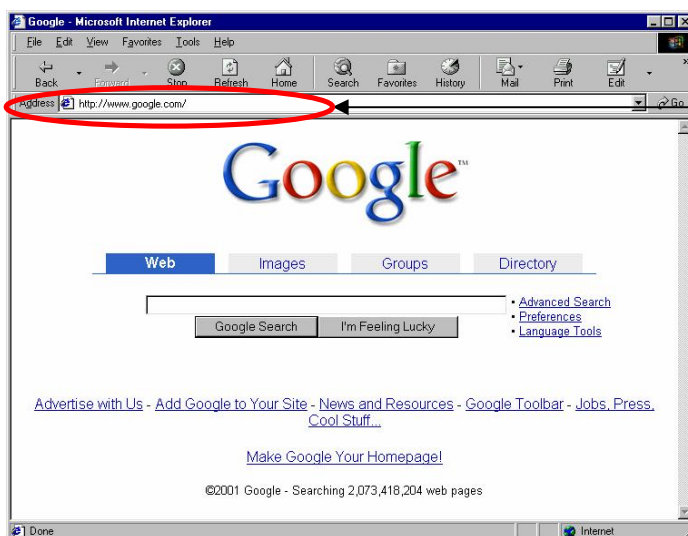 Google - Microsoft Internet Explorer
File Edit View Favorites Tools Help
Back Forward Stop Refresh Home Search Favorites History Mail Print Edit »
Address http://www.google.com/ Go
Google™
Web Images Groups Directory
• Advanced Search
• Preferences
• Language Tools
Google Search I'm Feeling Lucky
Advertise with Us - Add Google to Your Site - News and Resources - Google Toolbar - Jobs, Press,
Cool Stuff...
Make Google Your Homepage!
©2001 Google - Searching 2,073,418,204 web pages
Done Internet